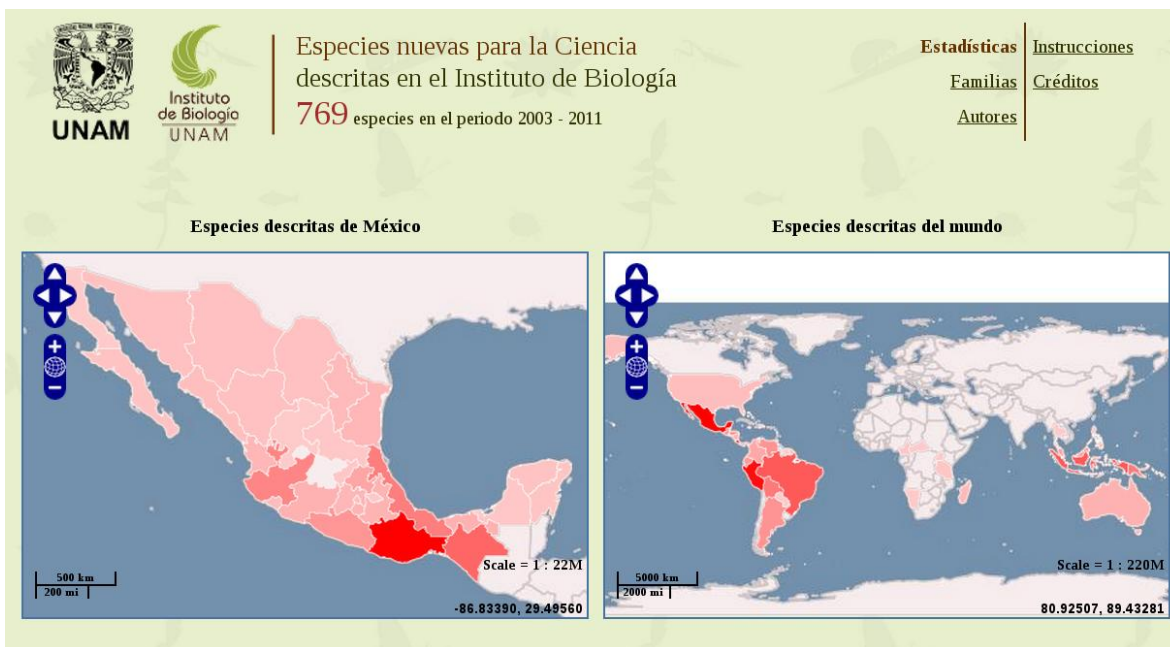 Especies nuevas para la Ciencia
descritas en el Instituto de Biología
769 especies en el periodo 2003 - 2011
Estadísticas
Instrucciones
Familias
Créditos
Autores
UNAM
Instituto
de Biología
UNAM
Especies descritas de México
Especies descritas del mundo
Scale = 1 : 22M
500 km
200 mi
-86.83390, 29.49560
Scale = 1 : 220M
5000 km
2000 mi
80.92507, 89.43281